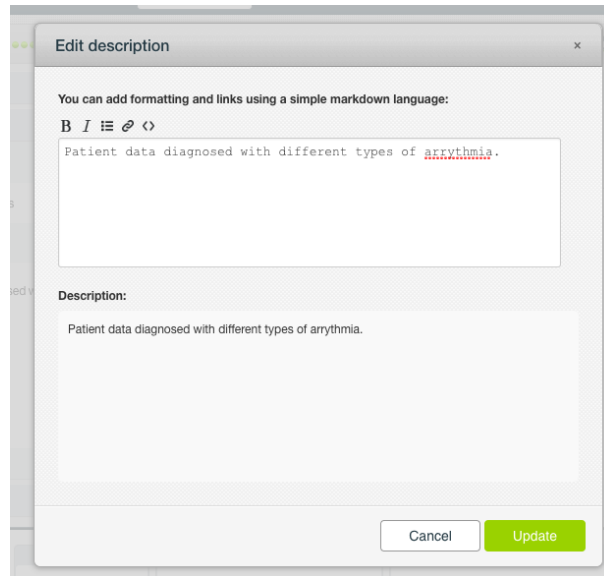 Edit description
×
You can add formatting and links using a simple markdown language:
B I
Patient data diagnosed with different types of arrythmia.
Description:
Patient data diagnosed with different types of arrythmia.
Cancel Update